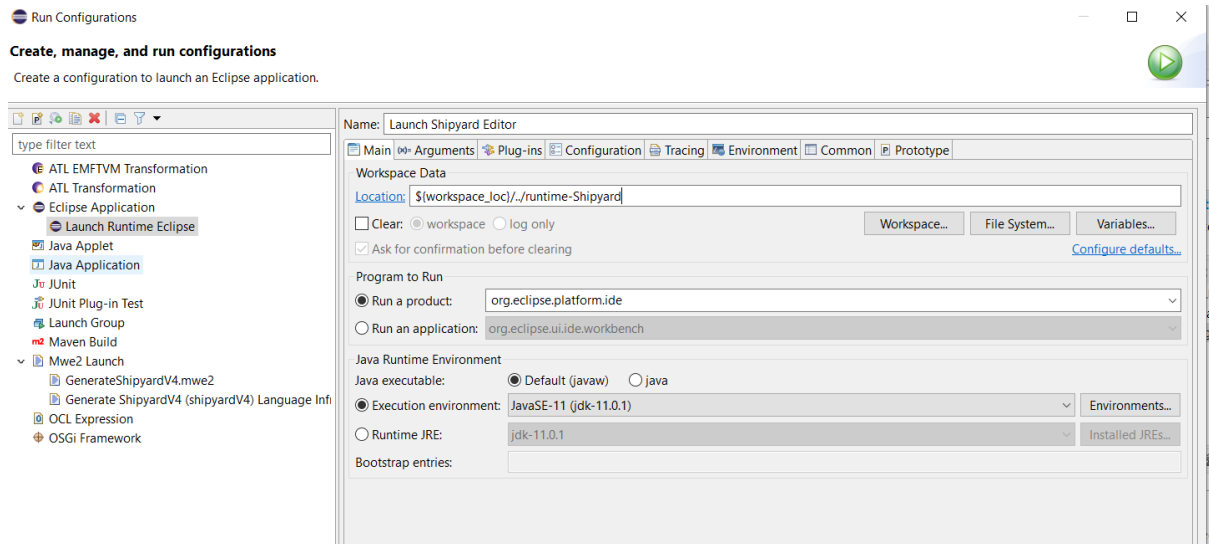 Run Configurations
Create, manage, and run configurations
Create a configuration to launch an Eclipse application.
type filter text
ATL EMFTVM Transformation
ATL Transformation
Eclipse Application
Launch Runtime Eclipse
Java Applet
Java Application
JUnit
JUnit Plug-in Test
Launch Group
Maven Build
Mwe2 Launch
GenerateShipyardV4.mwe2
Generate ShipyardV4 (shipyardV4) Language Infr
OCL Expression
OSGi Framework
Name: Launch Shipyard Editor
Main Arguments Plug-ins Configuration Tracing Environment Common Prototype
Workspace Data
Location: ${workspace_loc}/../runtime-Shipyard
Clear: workspace log only Workspace... File System... Variables...
Ask for confirmation before clearing Configure defaults...
Program to Run
Run a product: org.eclipse.platform.ide
Run an application: org.eclipse.ui.ide.workbench
Java Runtime Environment
Java executable: Default (javaw) java
Execution environment: JavaSE-11 (jdk-11.0.1) Environments...
Runtime JRE: jdk-11.0.1 Installed JREs...
Bootstrap entries: